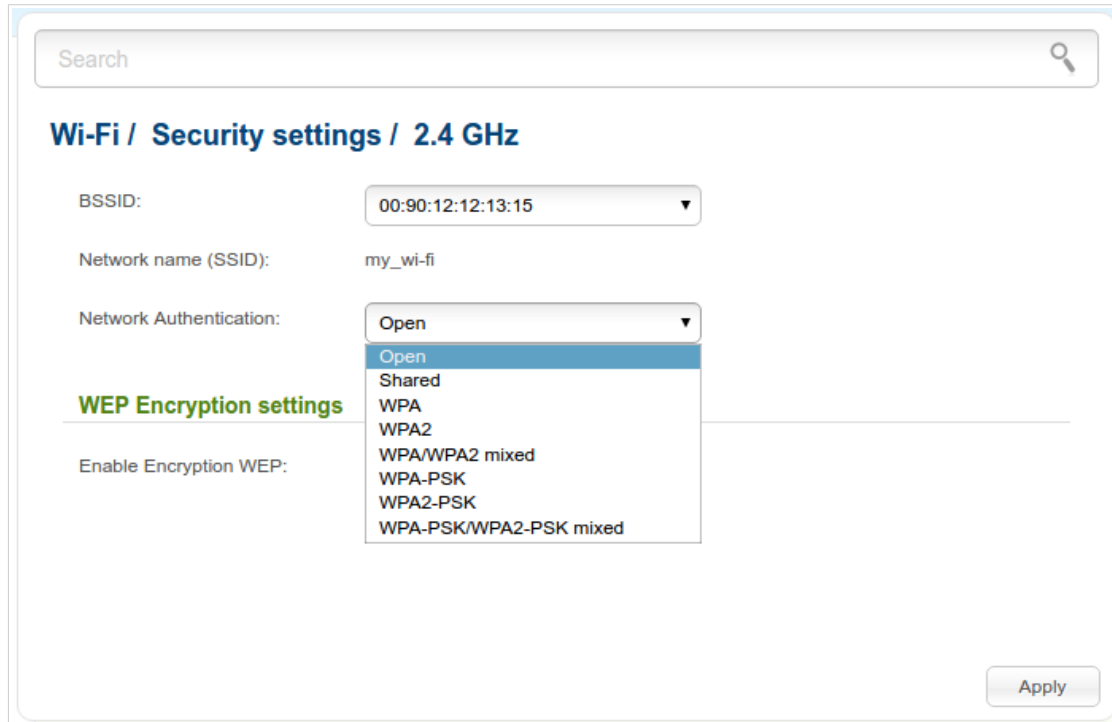 Search
Wi-Fi / Security settings / 2.4 GHz
BSSID: 00:90:12:12:13:15
Network name (SSID): my_wi-fi
Network Authentication: Open
Open
Shared
WPA
WPA2
WPA/WPA2 mixed
WPA-PSK
WPA2-PSK
WPA-PSK/WPA2-PSK mixed
WEP Encryption settings
Enable Encryption WEP:
Apply